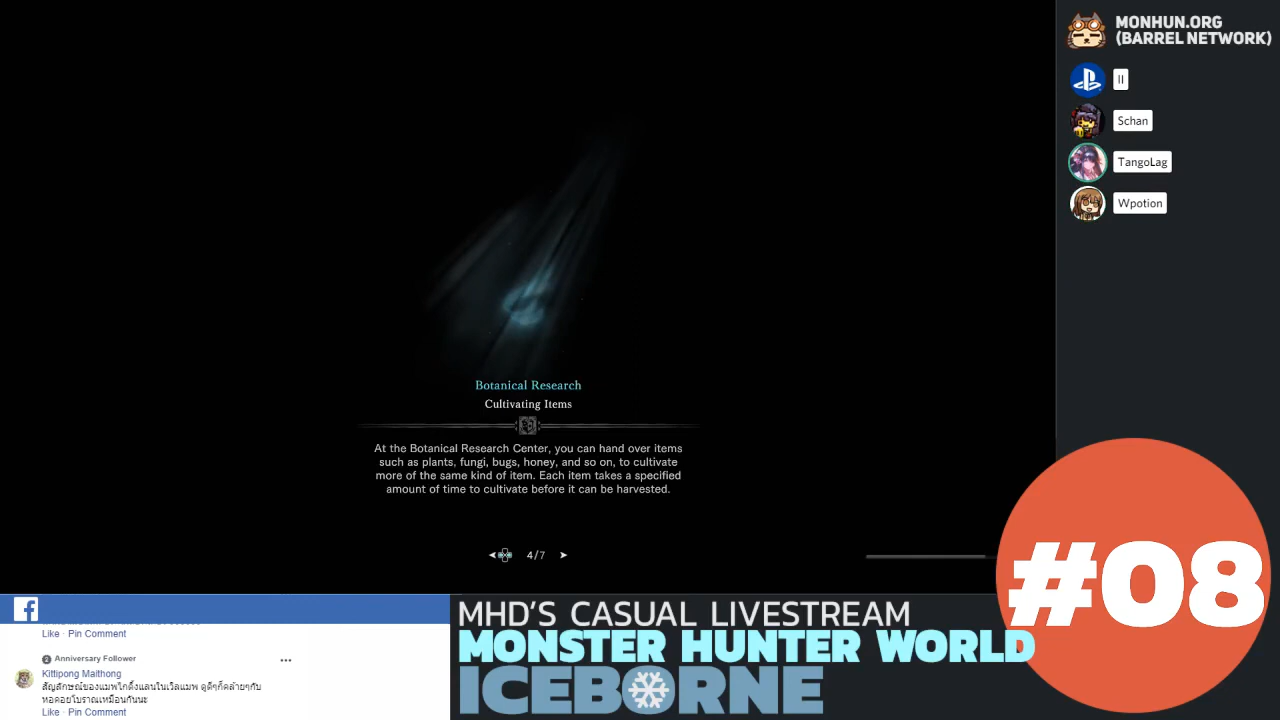 MONHUN.ORG
(BARREL NETWORK)
II
Schan
TangoLag
Wpotion
Botanical Research
Cultivating Items
At the Botanical Research Center, you can hand over items
such as plants, fungi, bugs, honey, and so on, to cultivate
more of the same kind of item. Each item takes a specified
amount of time to cultivate before it can be harvested.
4/7
#08
Like · Pin Comment
Anniversary Follower
Kittipong Maithong
สัญลักษณ์ของแมพไกดิ้งแลนในเวิลแมพ ดูดีๆก็คล้ายๆกับ
หอคอยโบราณเหมือนกันนะ
Like · Pin Comment
MHD'S CASUAL LIVESTREAM
MONSTER HUNTER WORLD
ICEBORNE